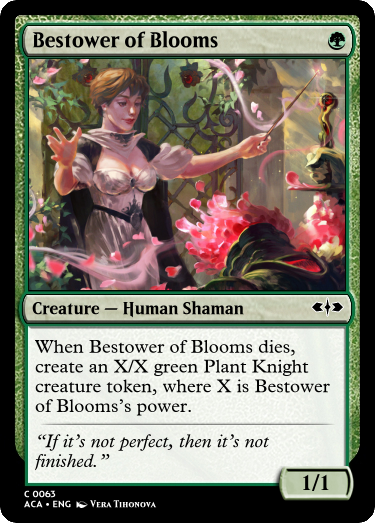 Bestower of Blooms
Creature — Human Shaman
When Bestower of Blooms dies,
create an X/X green Plant Knight
creature token, where X is Bestower
of Blooms's power.
“If it's not perfect, then it's not
finished.”
1/1
C 0063
ACA • ENG Vera Tihonova